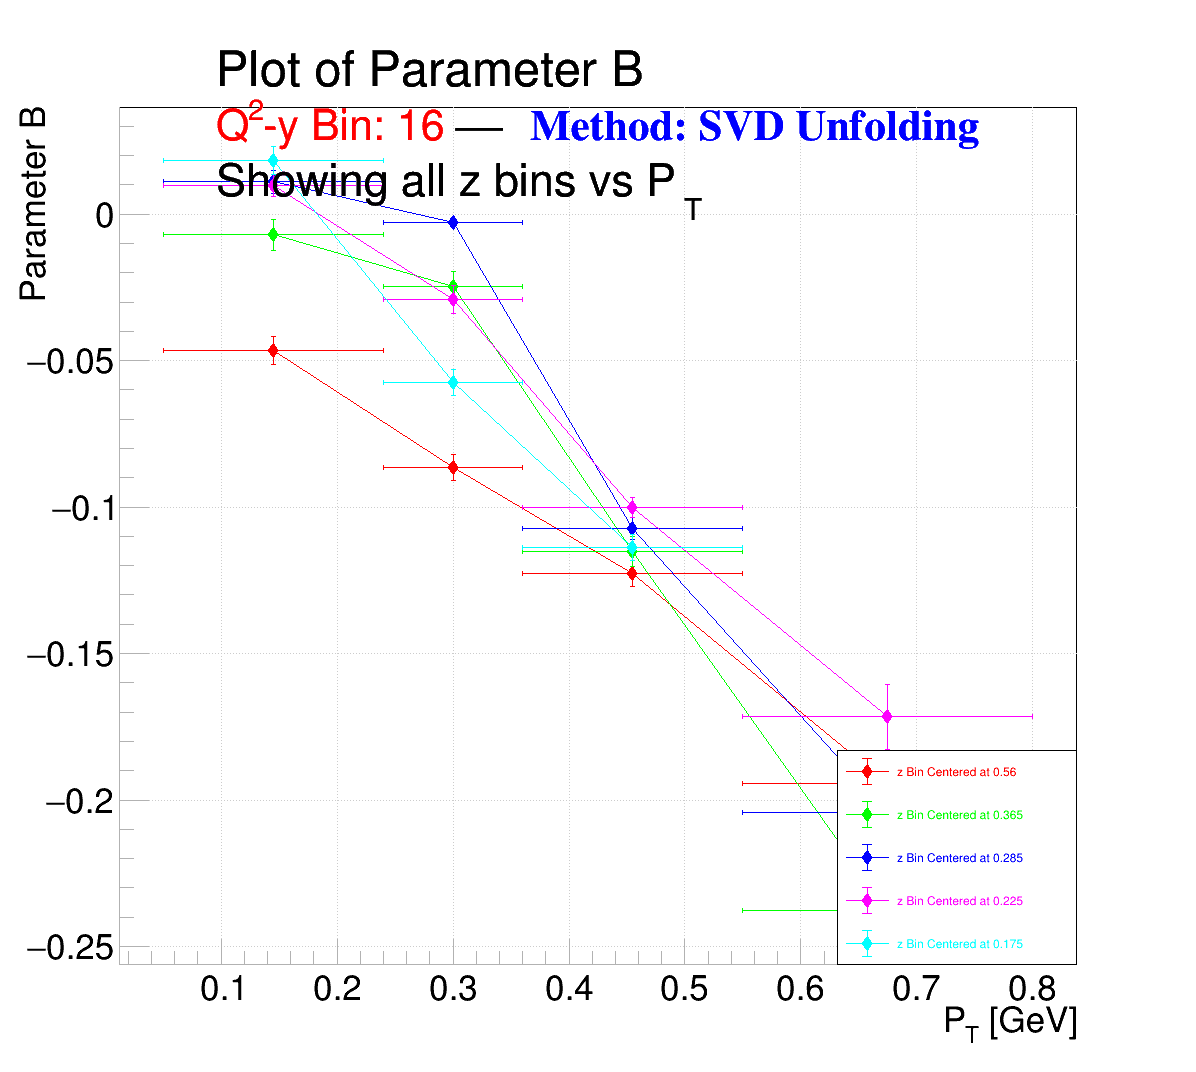 Plot of Parameter B
Q²-y Bin: 16 — Method: SVD Unfolding
Showing all z bins vs P_T
Parameter B
0
−0.05
−0.1
−0.15
−0.2
−0.25
z Bin Centered at 0.56
z Bin Centered at 0.365
z Bin Centered at 0.285
z Bin Centered at 0.225
z Bin Centered at 0.175
0.1 0.2 0.3 0.4 0.5 0.6 0.7 0.8
P_T [GeV]